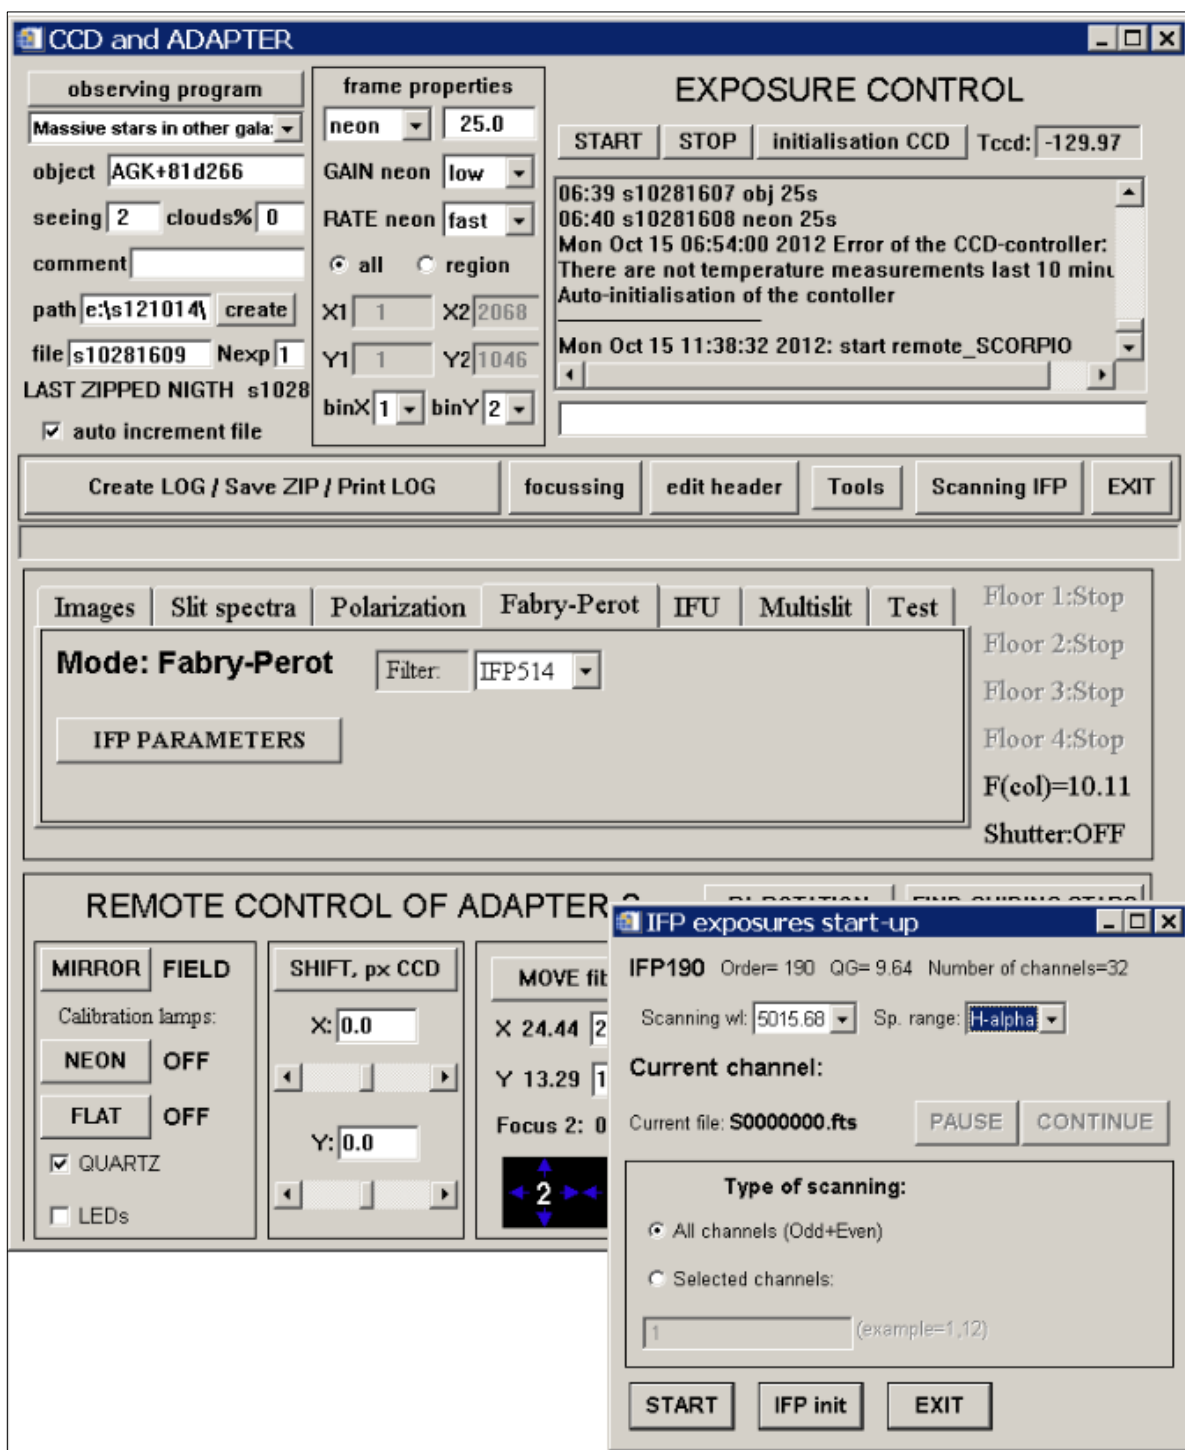 CCD and ADAPTER
observing program
Massive stars in other gala:
object AGK+81d266
seeing 2 clouds% 0
comment
path e:\s121014\ create
file s10281609 Nexp 1
LAST ZIPPED NIGTH s1028
auto increment file
frame properties
neon 25.0
GAIN neon low
RATE neon fast
all region
X1 1 X2 2068
Y1 1 Y2 1046
binX 1 binY 2
EXPOSURE CONTROL
START STOP initialisation CCD Tccd: -129.97
06:39 s10281607 obj 25s
06:40 s10281608 neon 25s
Mon Oct 15 06:54:00 2012 Error of the CCD-controller:
There are not temperature measurements last 10 minu
Auto-initialisation of the contoller
Mon Oct 15 11:38:32 2012: start remote_SCORPIO
Create LOG / Save ZIP / Print LOG focussing edit header Tools Scanning IFP EXIT
Images Slit spectra Polarization Fabry-Perot IFU Multislit Test
Mode: Fabry-Perot Filter: IFP514
IFP PARAMETERS
Floor 1:Stop
Floor 2:Stop
Floor 3:Stop
Floor 4:Stop
F(col)=10.11
Shutter:OFF
REMOTE CONTROL OF ADAPTER
MIRROR FIELD
Calibration lamps:
NEON OFF
FLAT OFF
QUARTZ
LEDs
SHIFT, px CCD
X: 0.0
Y: 0.0
MOVE fib
X 24.44 2
Y 13.29 1
Focus 2: 0
2
IFP exposures start-up
IFP190 Order= 190 QG= 9.64 Number of channels=32
Scanning wl: 5015.68 Sp. range: H-alpha
Current channel:
Current file: S0000000.fts PAUSE CONTINUE
Type of scanning:
All channels (Odd+Even)
Selected channels:
1 (example=1,12)
START IFP init EXIT